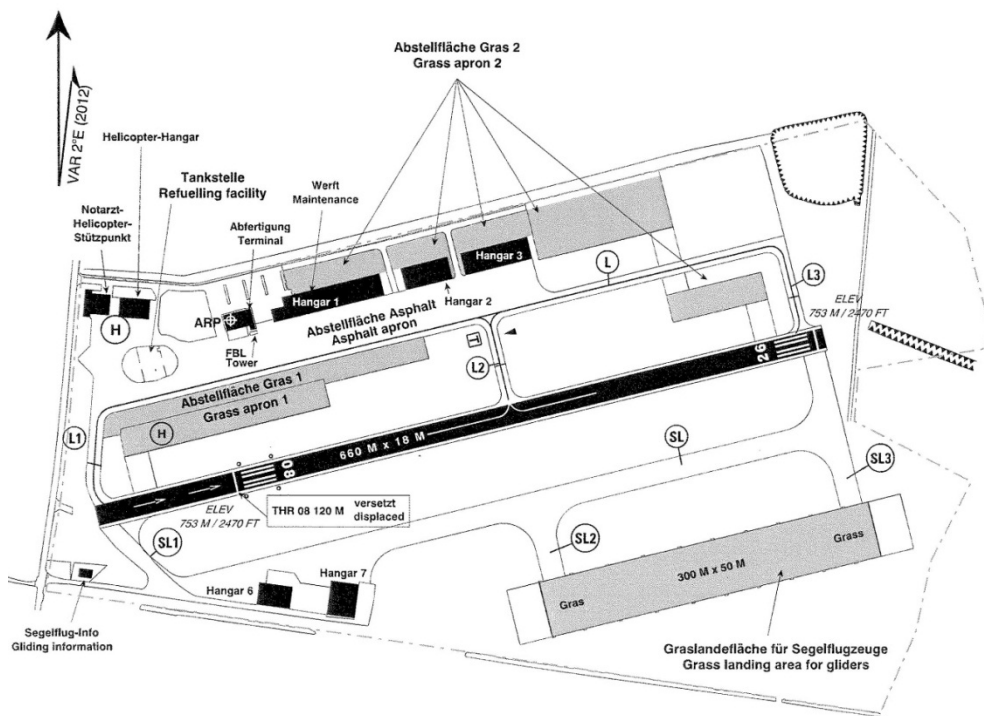 VAR 2°E (2012)
Abstellfläche Gras 2
Grass apron 2
Helicopter-Hangar
Tankstelle
Refuelling facility
Notarzt-
Helicopter-
Stützpunkt
Werft
Maintenance
Abfertigung
Terminal
H
ARP
FBL
Tower
Hangar 1
Hangar 2
Hangar 3
Abstellfläche Asphalt
Asphalt apron
L
L3
ELEV
753 M / 2470 FT
T
L2
26
Abstellfläche Gras 1
Grass apron 1
H
L1
660 M x 18 M
08
THR 08 120 M versetzt
displaced
ELEV
753 M / 2470 FT
SL
SL1
SL2
SL3
Hangar 6
Hangar 7
Gras
300 M x 50 M
Grass
Segelflug-Info
Gliding information
Graslandefläche für Segelflugzeuge
Grass landing area for gliders